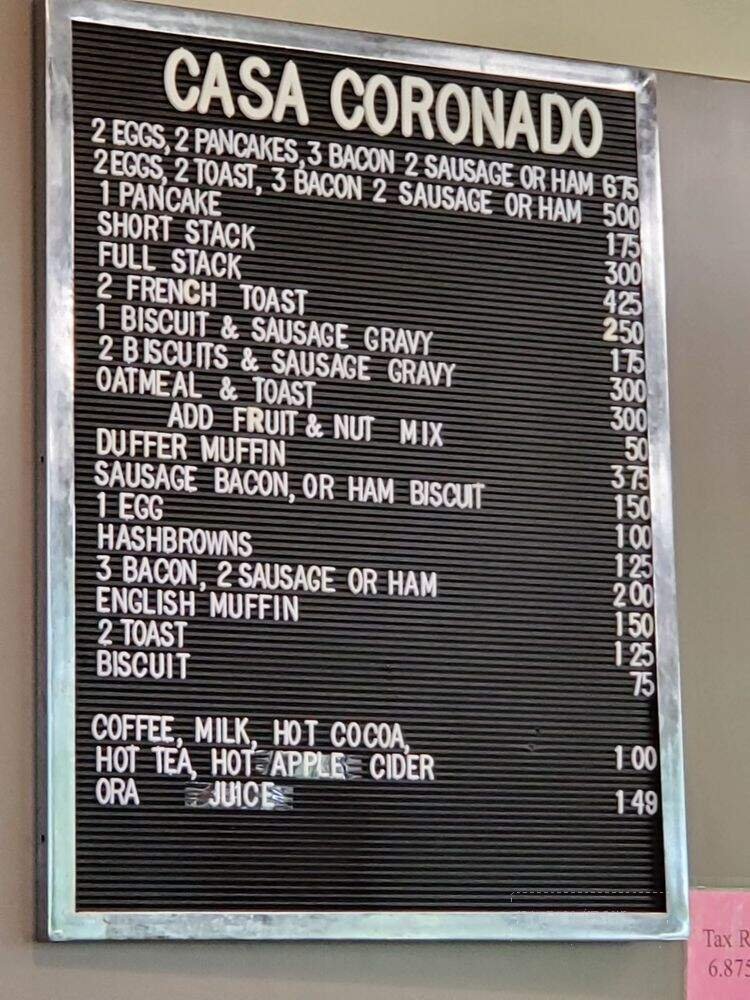 CASA CORONADO
2 EGGS, 2 PANCAKES, 3 BACON 2 SAUSAGE OR HAM 675
2 EGGS, 2 TOAST, 3 BACON 2 SAUSAGE OR HAM 500
1 PANCAKE 175
SHORT STACK 300
FULL STACK 425
2 FRENCH TOAST 250
1 BISCUIT & SAUSAGE GRAVY 175
2 BISCUITS & SAUSAGE GRAVY 300
OATMEAL & TOAST 300
ADD FRUIT & NUT MIX 50
DUFFER MUFFIN 375
SAUSAGE BACON, OR HAM BISCUIT 150
1 EGG 100
HASHBROWNS 125
3 BACON, 2 SAUSAGE OR HAM 200
ENGLISH MUFFIN 150
2 TOAST 125
BISCUIT 75
COFFEE, MILK, HOT COCOA,
HOT TEA, HOT APPLE CIDER 100
ORA JUICE 149
Tax R
6.875